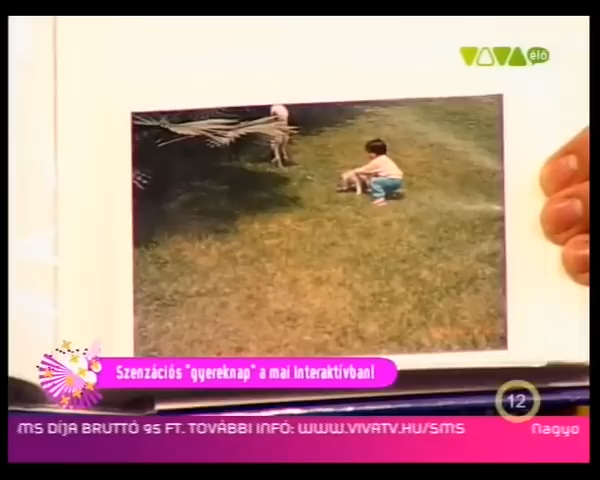 VIVA élő
Szenzációs "gyereknap" a mai Interaktívban!
12
MS DÍJA BRUTTÓ 95 FT. TOVÁBBI INFÓ: WWW.VIVATV.HU/SMS
Nagyo